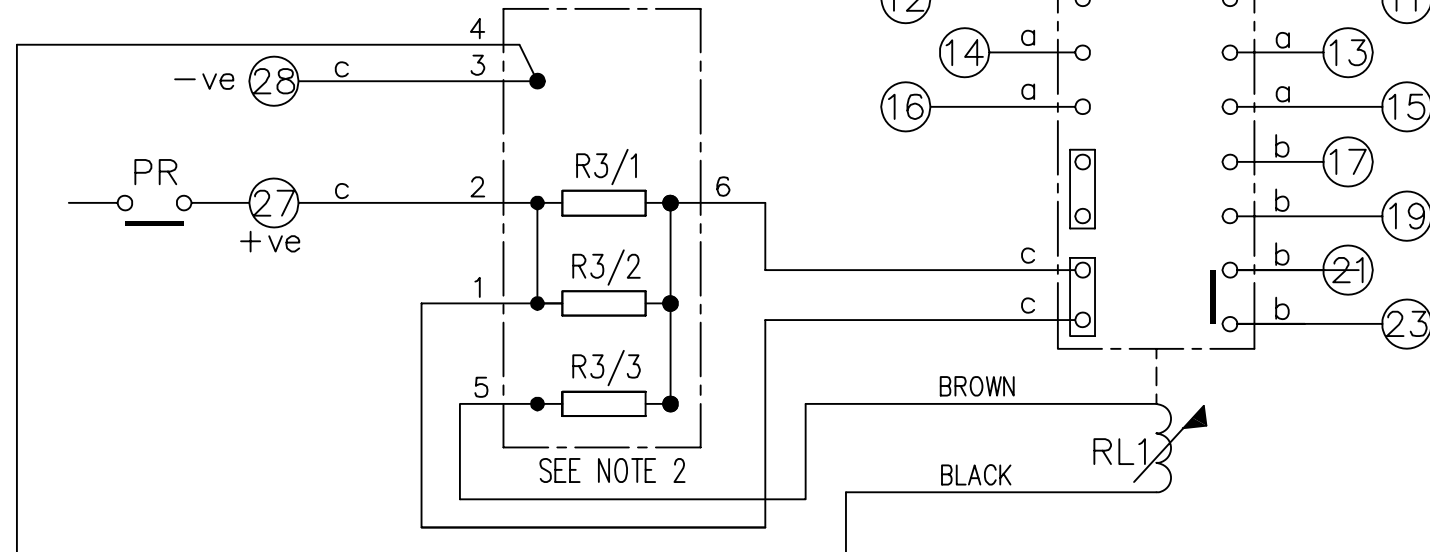 12
11
4
14 a
a 13
-ve 28 c 3
16 a
a 15
PR
R3/1
b 17
27 c 2
6
b 19
+ve
R3/2
c
b 21
1
c
b 23
R3/3
5
BROWN
SEE NOTE 2
RL1
BLACK